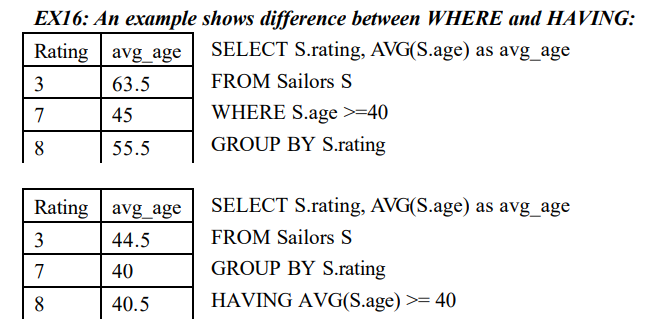 EX16: An example shows difference between WHERE and HAVING:
Rating avg_age SELECT S.rating, AVG(S.age) as avg_age
3 63.5 FROM Sailors S
7 45 WHERE S.age >=40
8 55.5 GROUP BY S.rating
Rating avg_age SELECT S.rating, AVG(S.age) as avg_age
3 44.5 FROM Sailors S
7 40 GROUP BY S.rating
8 40.5 HAVING AVG(S.age) >= 40